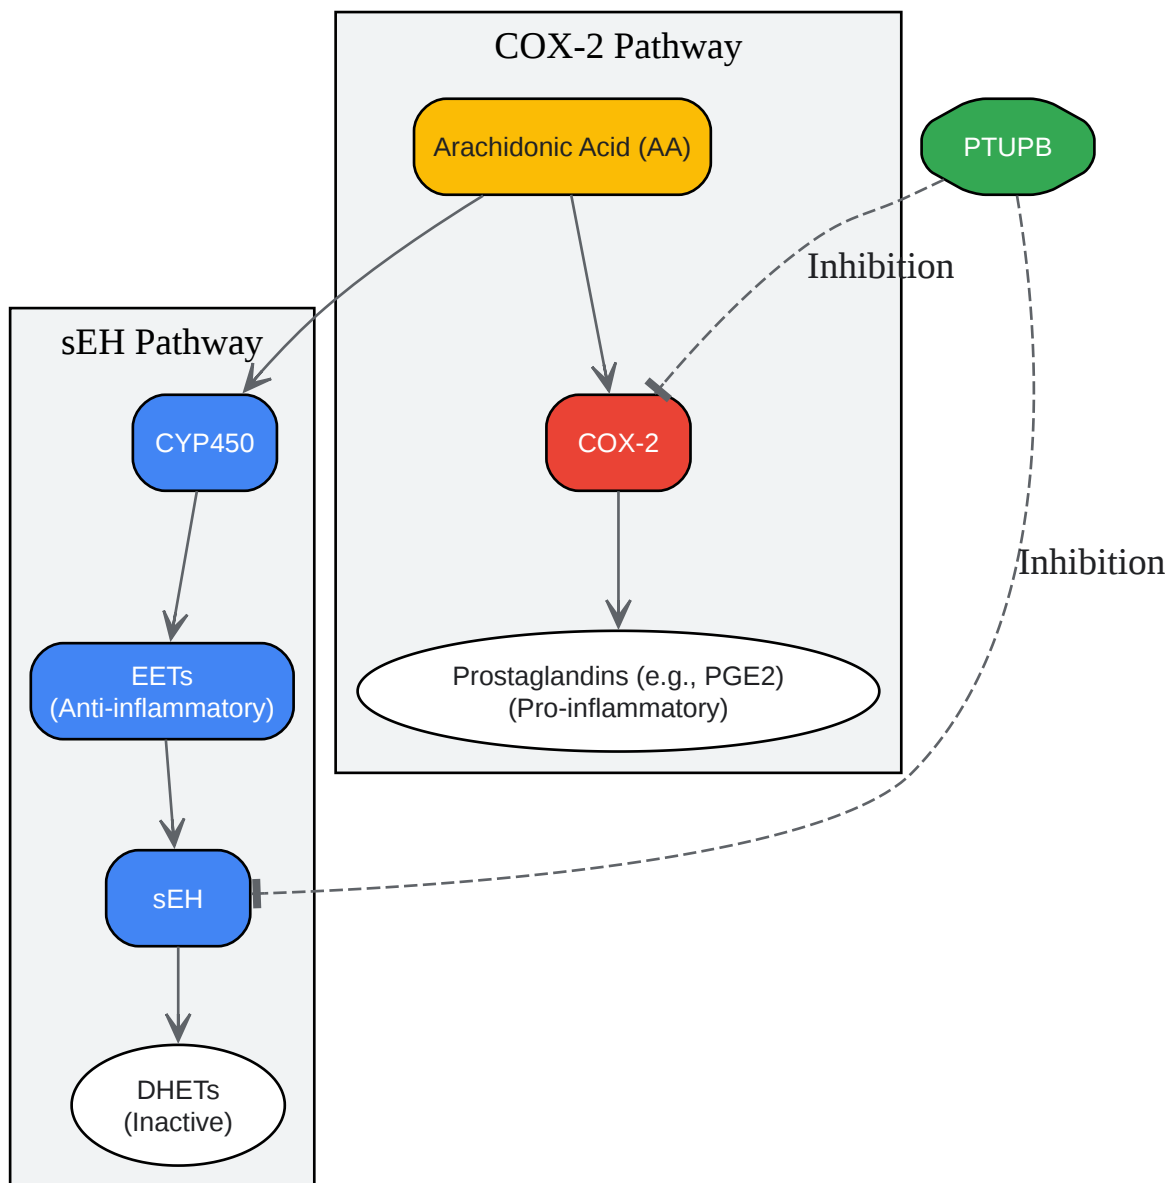 COX-2 Pathway
Arachidonic Acid (AA)
PTUPB
Inhibition
sEH Pathway
CYP450
COX-2
Inhibition
EETs
(Anti-inflammatory)
Prostaglandins (e.g., PGE2)
(Pro-inflammatory)
sEH
DHETs
(Inactive)